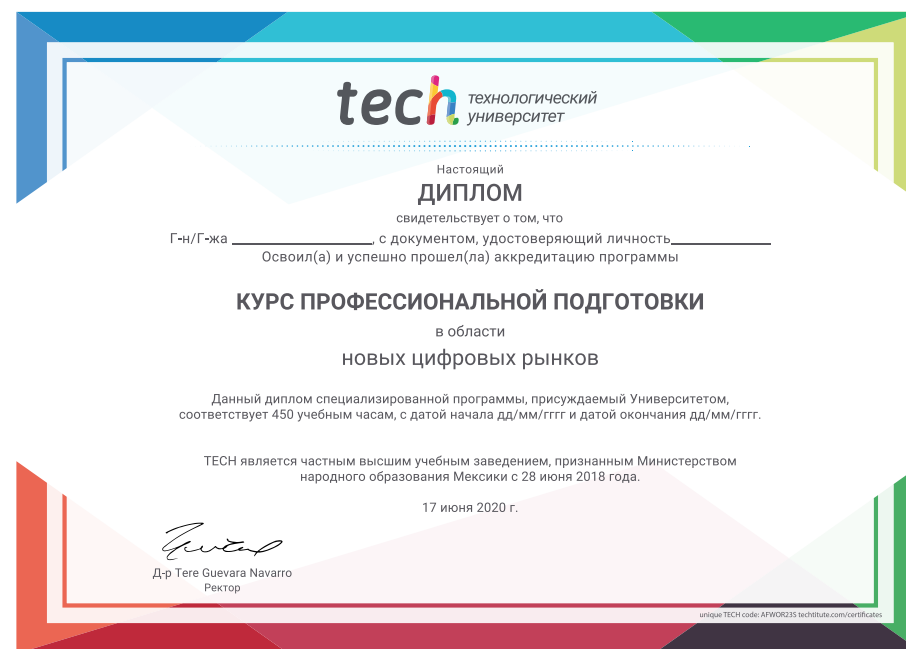 tech технологический
университет
Настоящий
ДИПЛОМ
свидетельствует о том, что
Г-н/Г-жа ____________________, с документом, удостоверяющий личность______________
Освоил(а) и успешно прошел(ла) аккредитацию программы
КУРС ПРОФЕССИОНАЛЬНОЙ ПОДГОТОВКИ
в области
новых цифровых рынков
Данный диплом специализированной программы, присуждаемый Университетом,
соответствует 450 учебным часам, с датой начала дд/мм/гггг и датой окончания дд/мм/гггг.
TECH является частным высшим учебным заведением, признанным Министерством
народного образования Мексики с 28 июня 2018 года.
17 июня 2020 г.
Д-р Tere Guevara Navarro
Ректор
unique TECH code: AFWOR23S techtitute.com/certificates